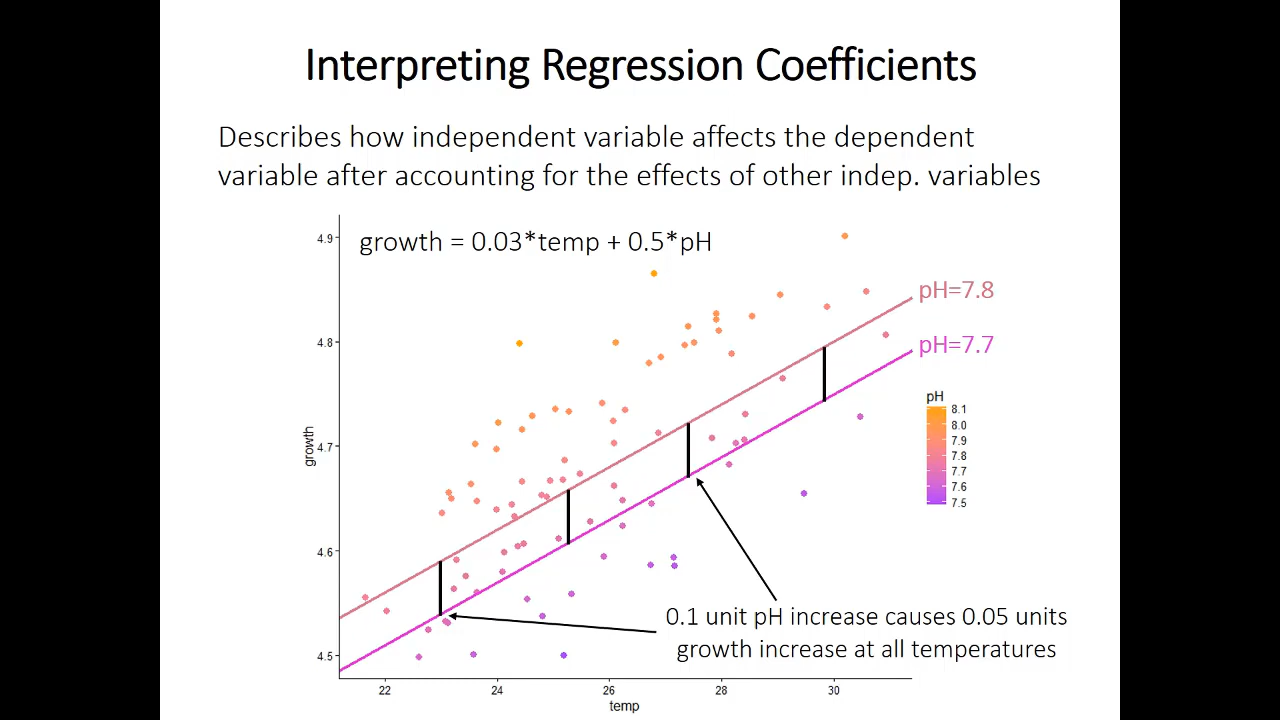 Interpreting Regression Coefficients
Describes how independent variable affects the dependent
variable after accounting for the effects of other indep. variables
growth = 0.03*temp + 0.5*pH
4.9
4.8
4.7
4.6
4.5
growth
22
24
26
28
30
temp
pH=7.8
pH=7.7
pH
8.1
8.0
7.9
7.8
7.7
7.6
7.5
0.1 unit pH increase causes 0.05 units
growth increase at all temperatures